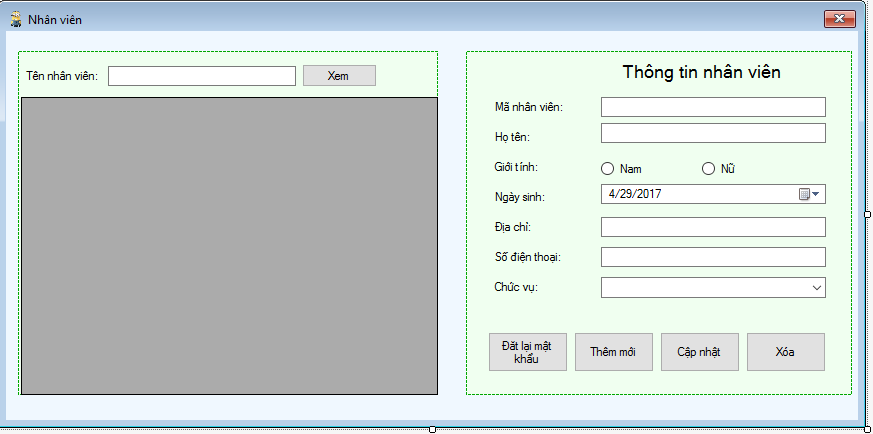 Nhân viên
Tên nhân viên:
Xem
Thông tin nhân viên
Mã nhân viên:
Họ tên:
Giới tính:
Nam
Nữ
Ngày sinh:
4/29/2017
Địa chỉ:
Số điện thoại:
Chức vụ:
Đăt lại mật
khẩu
Thêm mới
Cập nhật
Xóa